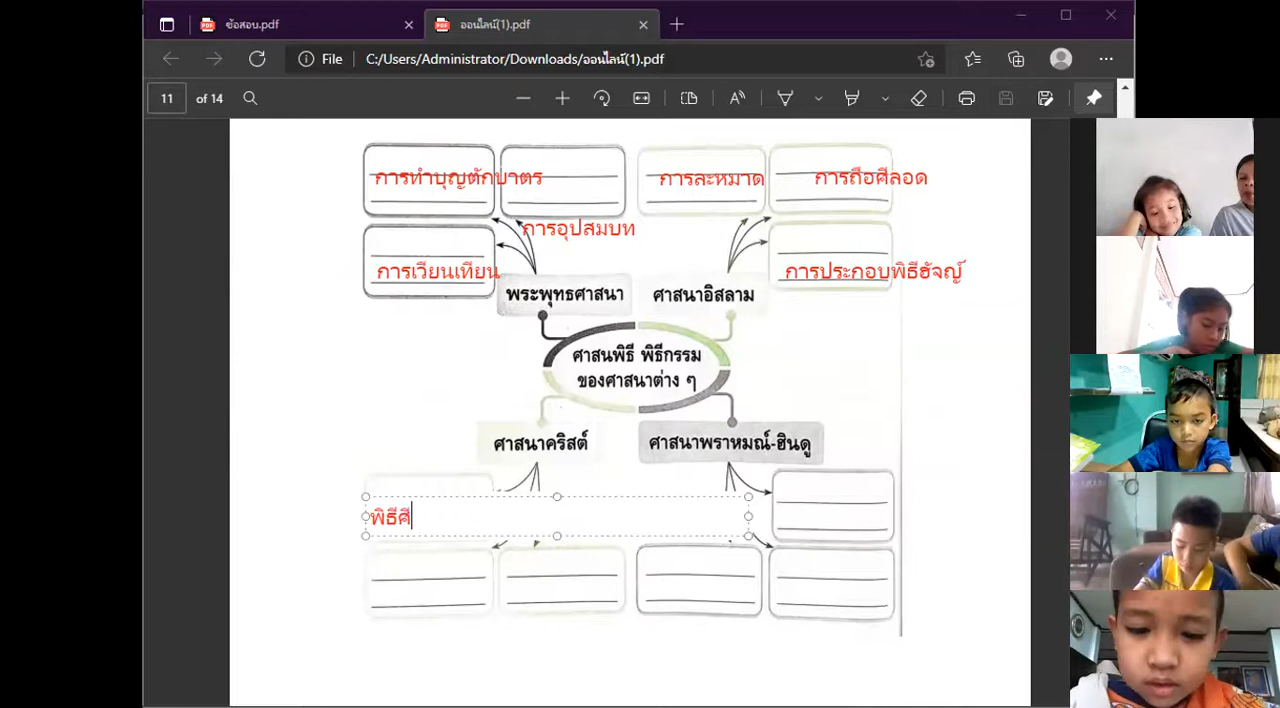 ข้อสอบ.pdf
ออนไลน์(1).pdf
File
C:/Users/Administrator/Downloads/ออนไลน์(1).pdf
11 of 14
การทำบุญตักบาตร
การละหมาด
การถือศีลอด
การอุปสมบท
การเวียนเทียน
การประกอบพิธีฮัจญ์
พระพุทธศาสนา
ศาสนาอิสลาม
ศาสนพิธี พิธีกรรม
ของศาสนาต่าง ๆ
ศาสนาคริสต์
ศาสนาพราหมณ์-ฮินดู
พิธีศี